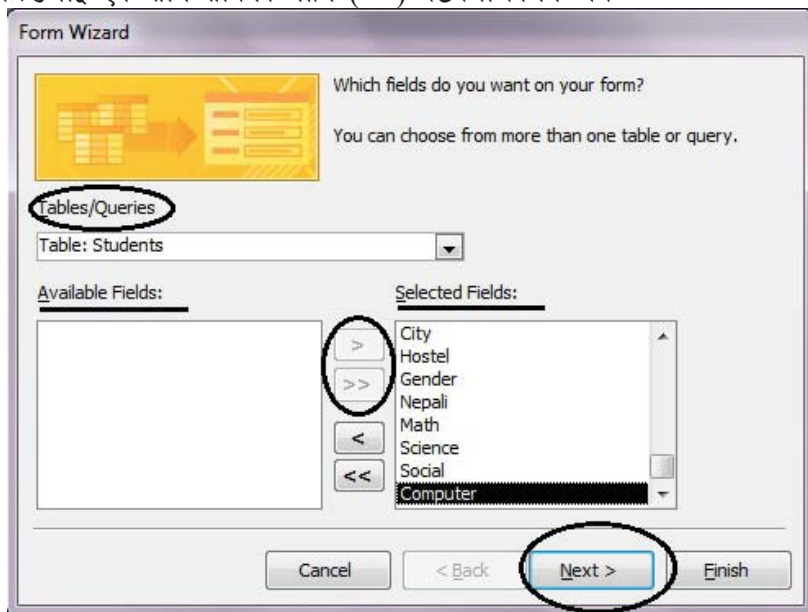 Form Wizard
Which fields do you want on your form?
You can choose from more than one table or query.
Tables/Queries
Table: Students
Available Fields:
Selected Fields:
>
>>
<
<<
City
Hostel
Gender
Nepali
Math
Science
Social
Computer
Cancel
< Back
Next >
Finish